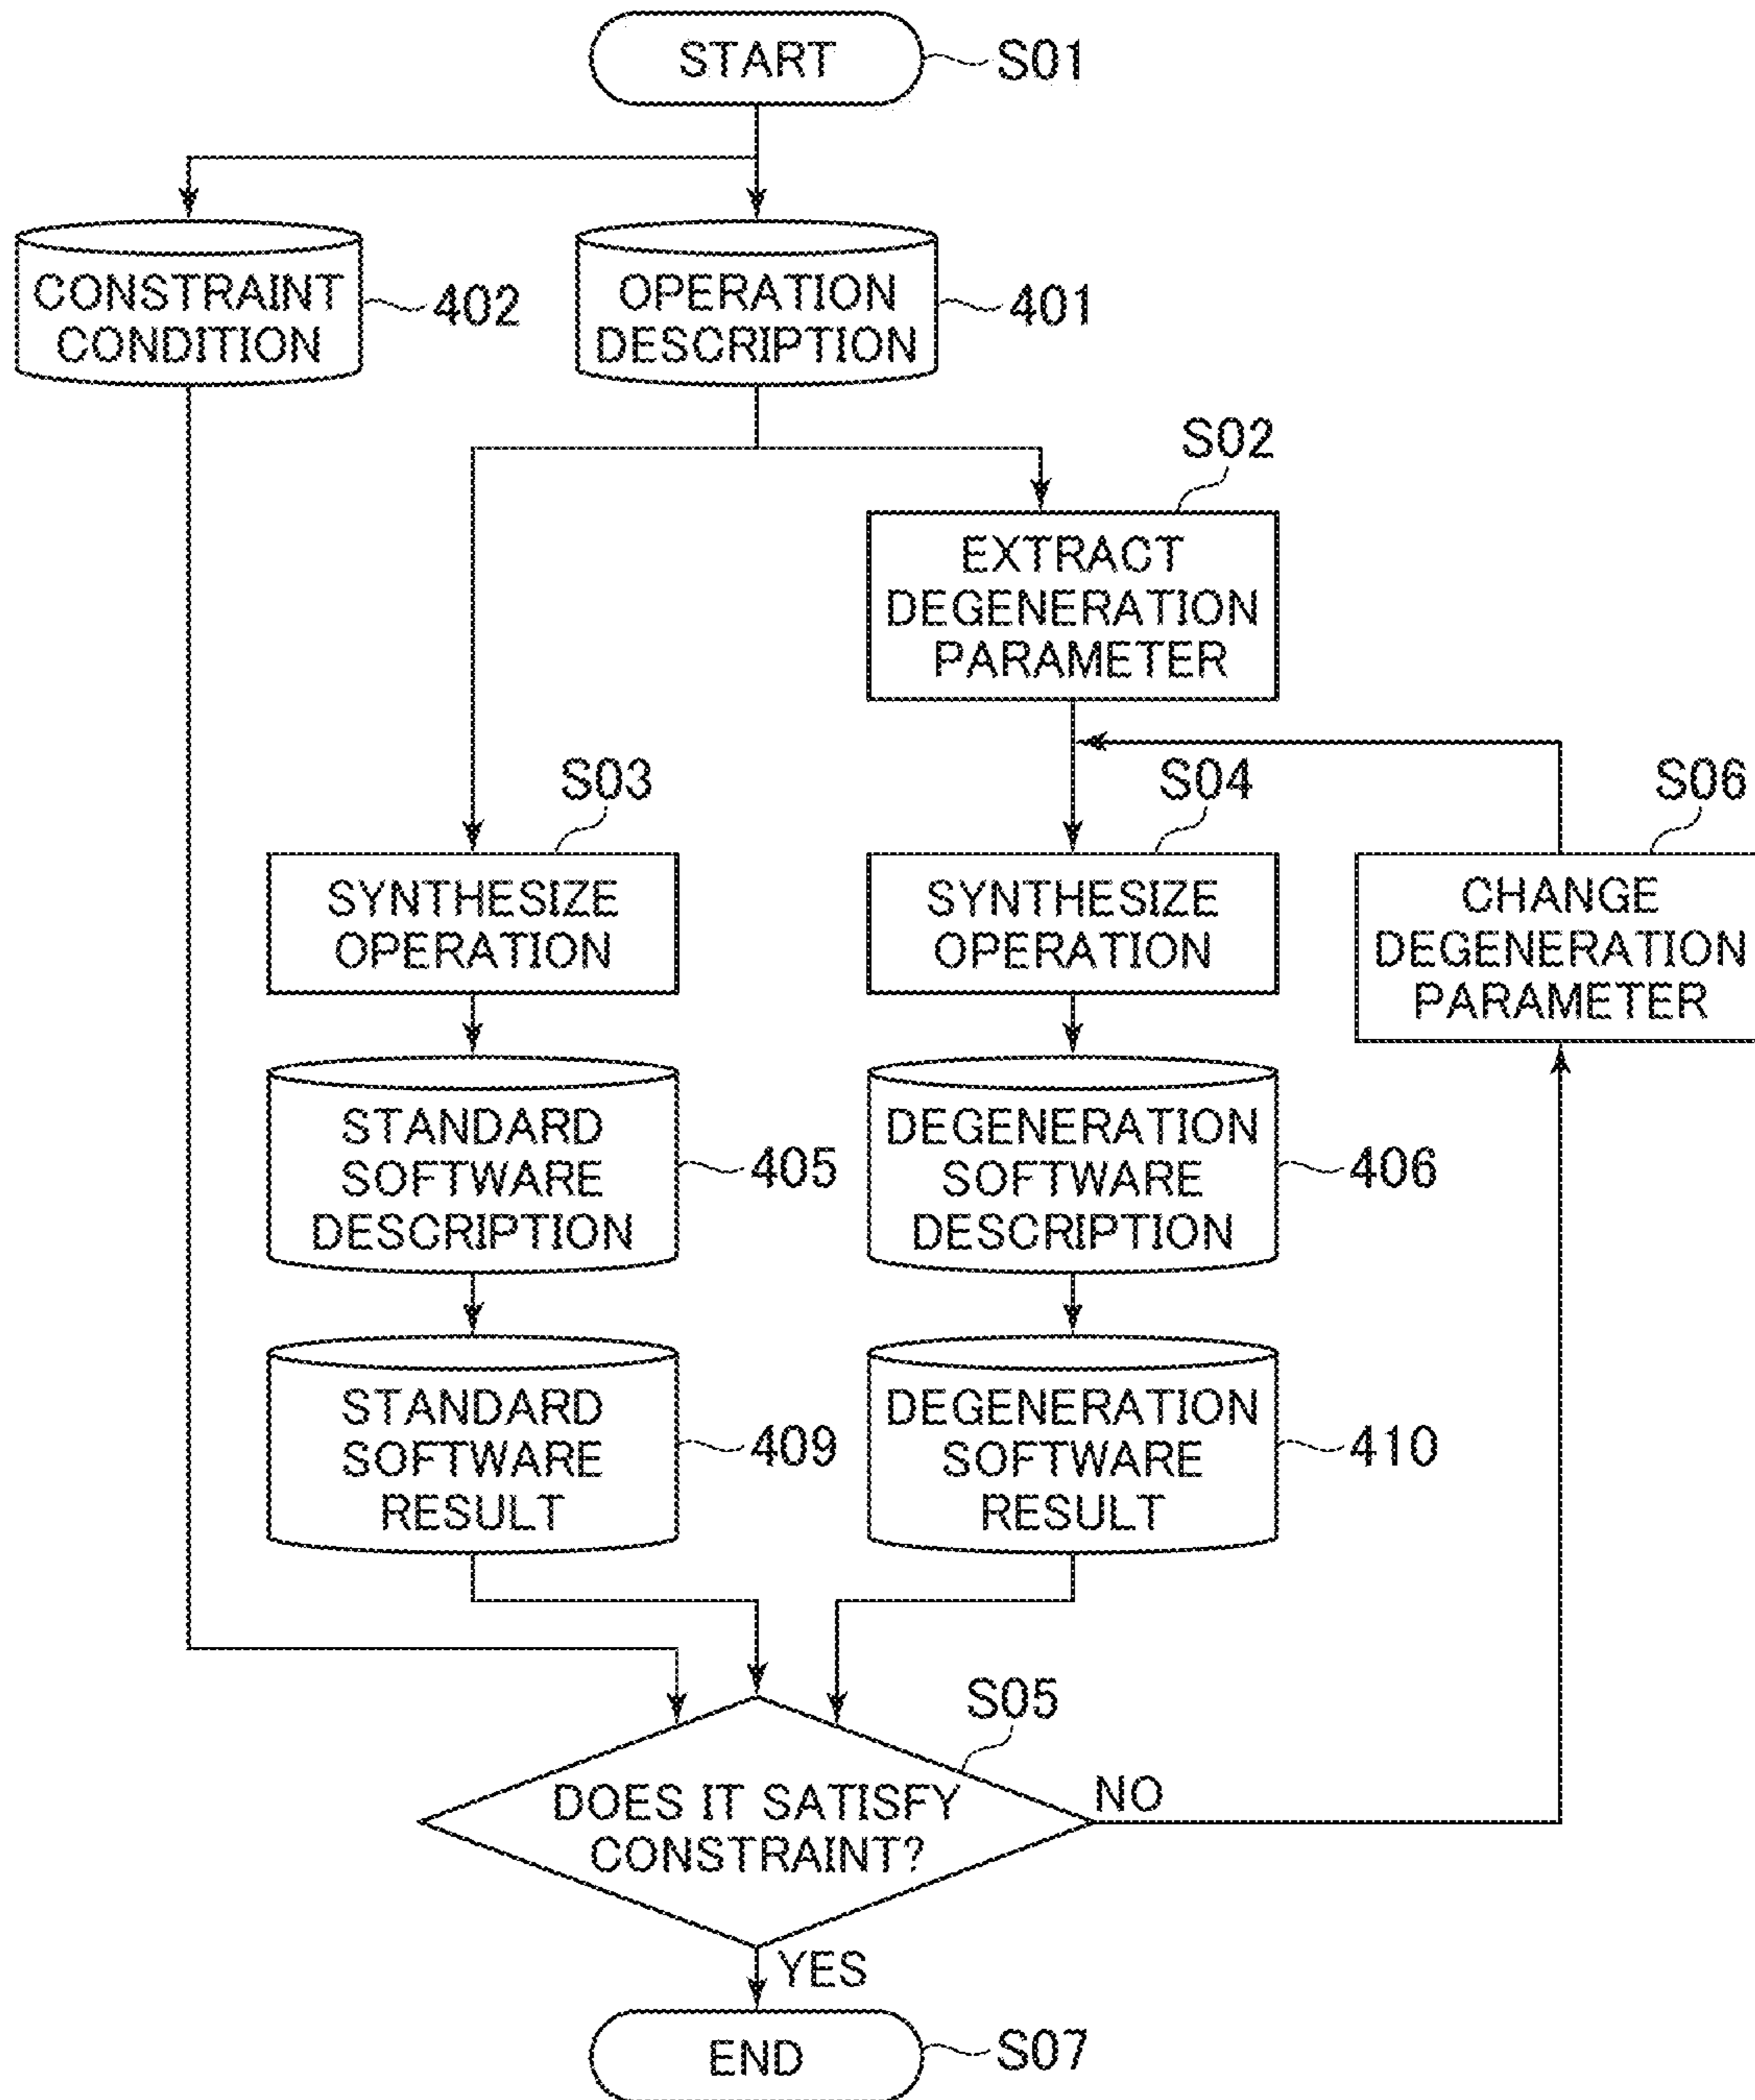 START
S01
CONSTRAINT
CONDITION
402
OPERATION
DESCRIPTION
401
S02
EXTRACT
DEGENERATION
PARAMETER
S03
SYNTHESIZE
OPERATION
S04
SYNTHESIZE
OPERATION
S06
CHANGE
DEGENERATION
PARAMETER
STANDARD
SOFTWARE
DESCRIPTION
405
DEGENERATION
SOFTWARE
DESCRIPTION
406
STANDARD
SOFTWARE
RESULT
409
DEGENERATION
SOFTWARE
RESULT
410
S05
DOES IT SATISFY
CONSTRAINT?
NO
YES
END
S07